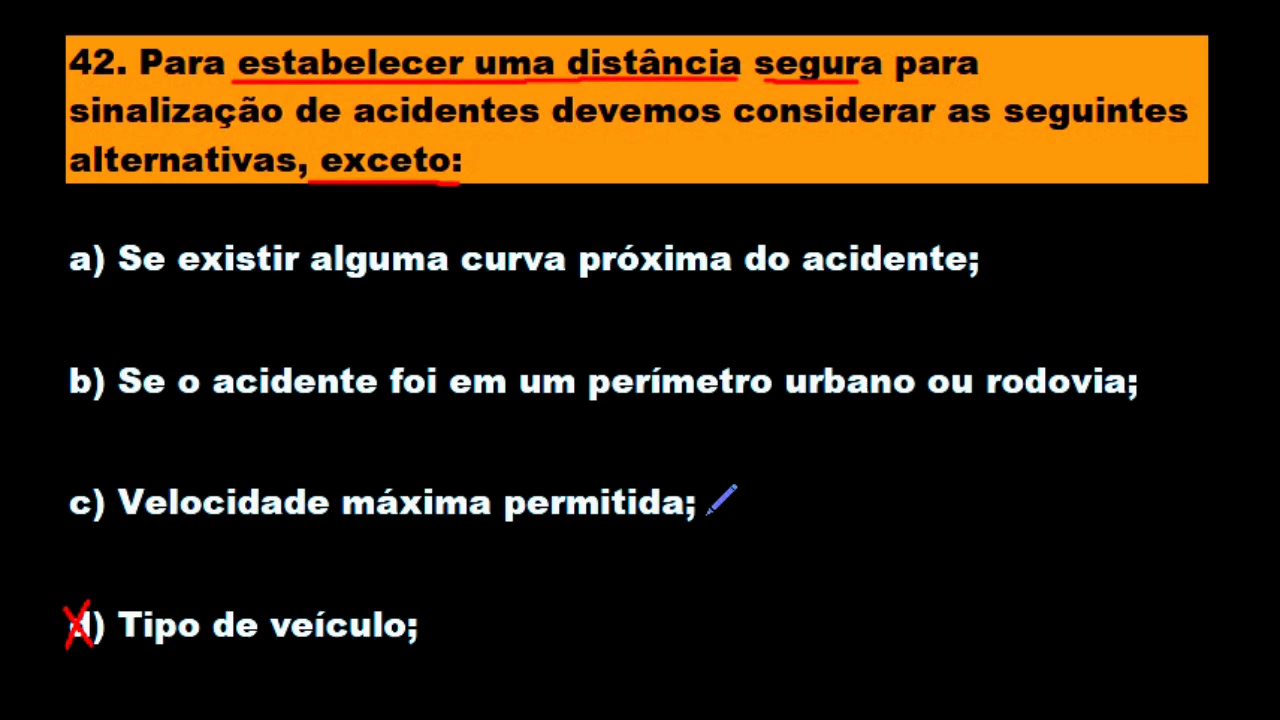 42. Para estabelecer uma distância segura para
sinalização de acidentes devemos considerar as seguintes
alternativas, exceto:
a) Se existir alguma curva próxima do acidente;
b) Se o acidente foi em um perímetro urbano ou rodovia;
c) Velocidade máxima permitida;
d) Tipo de veículo;